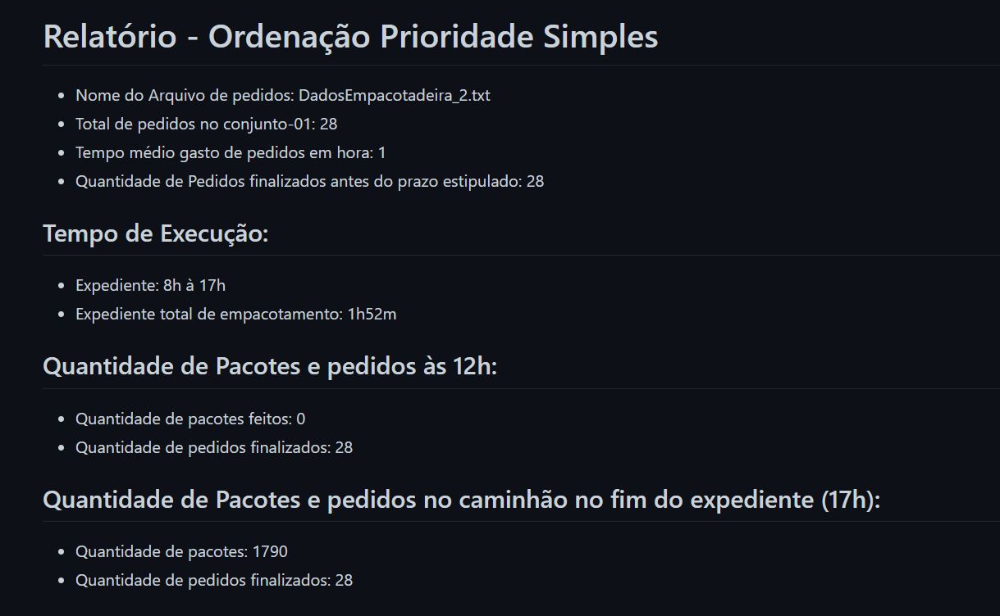 Relatório - Ordenação Prioridade Simples
Nome do Arquivo de pedidos: DadosEmpacotadeira_2.txt
Total de pedidos no conjunto-01: 28
Tempo médio gasto de pedidos em hora: 1
Quantidade de Pedidos finalizados antes do prazo estipulado: 28
Tempo de Execução:
Expediente: 8h à 17h
Expediente total de empacotamento: 1h52m
Quantidade de Pacotes e pedidos às 12h:
Quantidade de pacotes feitos: 0
Quantidade de pedidos finalizados: 28
Quantidade de Pacotes e pedidos no caminhão no fim do expediente (17h):
Quantidade de pacotes: 1790
Quantidade de pedidos finalizados: 28